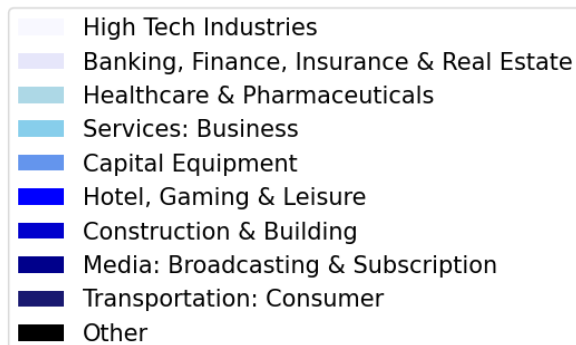 High Tech Industries
Banking, Finance, Insurance & Real Estate
Healthcare & Pharmaceuticals
Services: Business
Capital Equipment
Hotel, Gaming & Leisure
Construction & Building
Media: Broadcasting & Subscription
Transportation: Consumer
Other